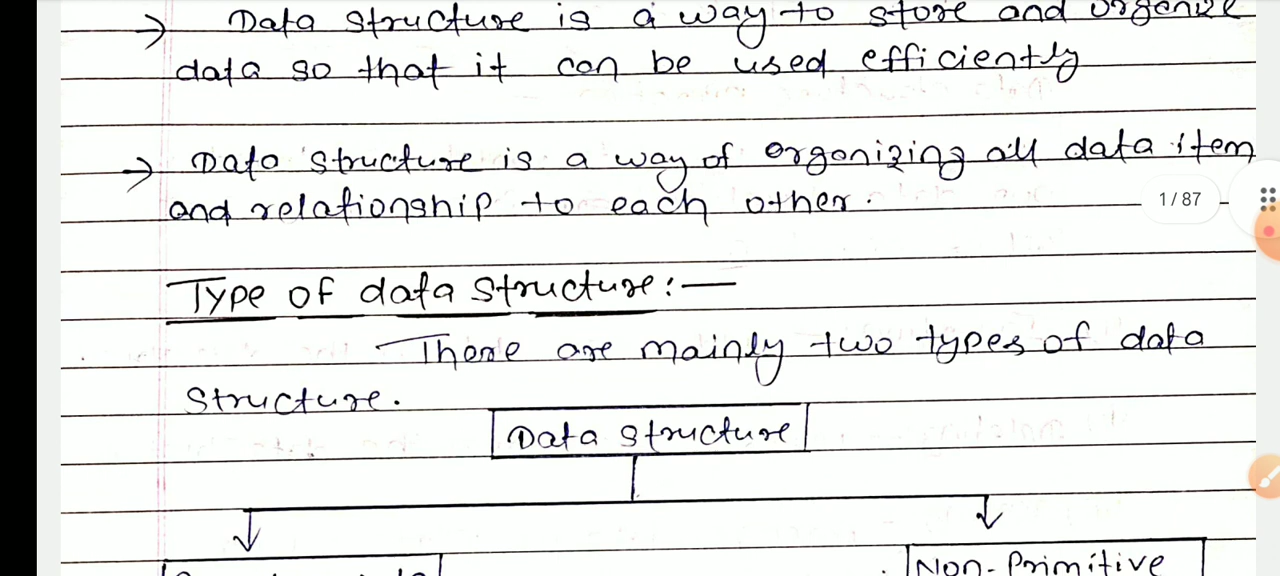 → Data structure is a way to store and organize
data so that it can be used efficiently
→ Data structure is a way of organizing all data item
and relationship to each other.
1 / 87
Type of data structure :—
There are mainly two types of data
structure.
Data structure
Non-Primitive